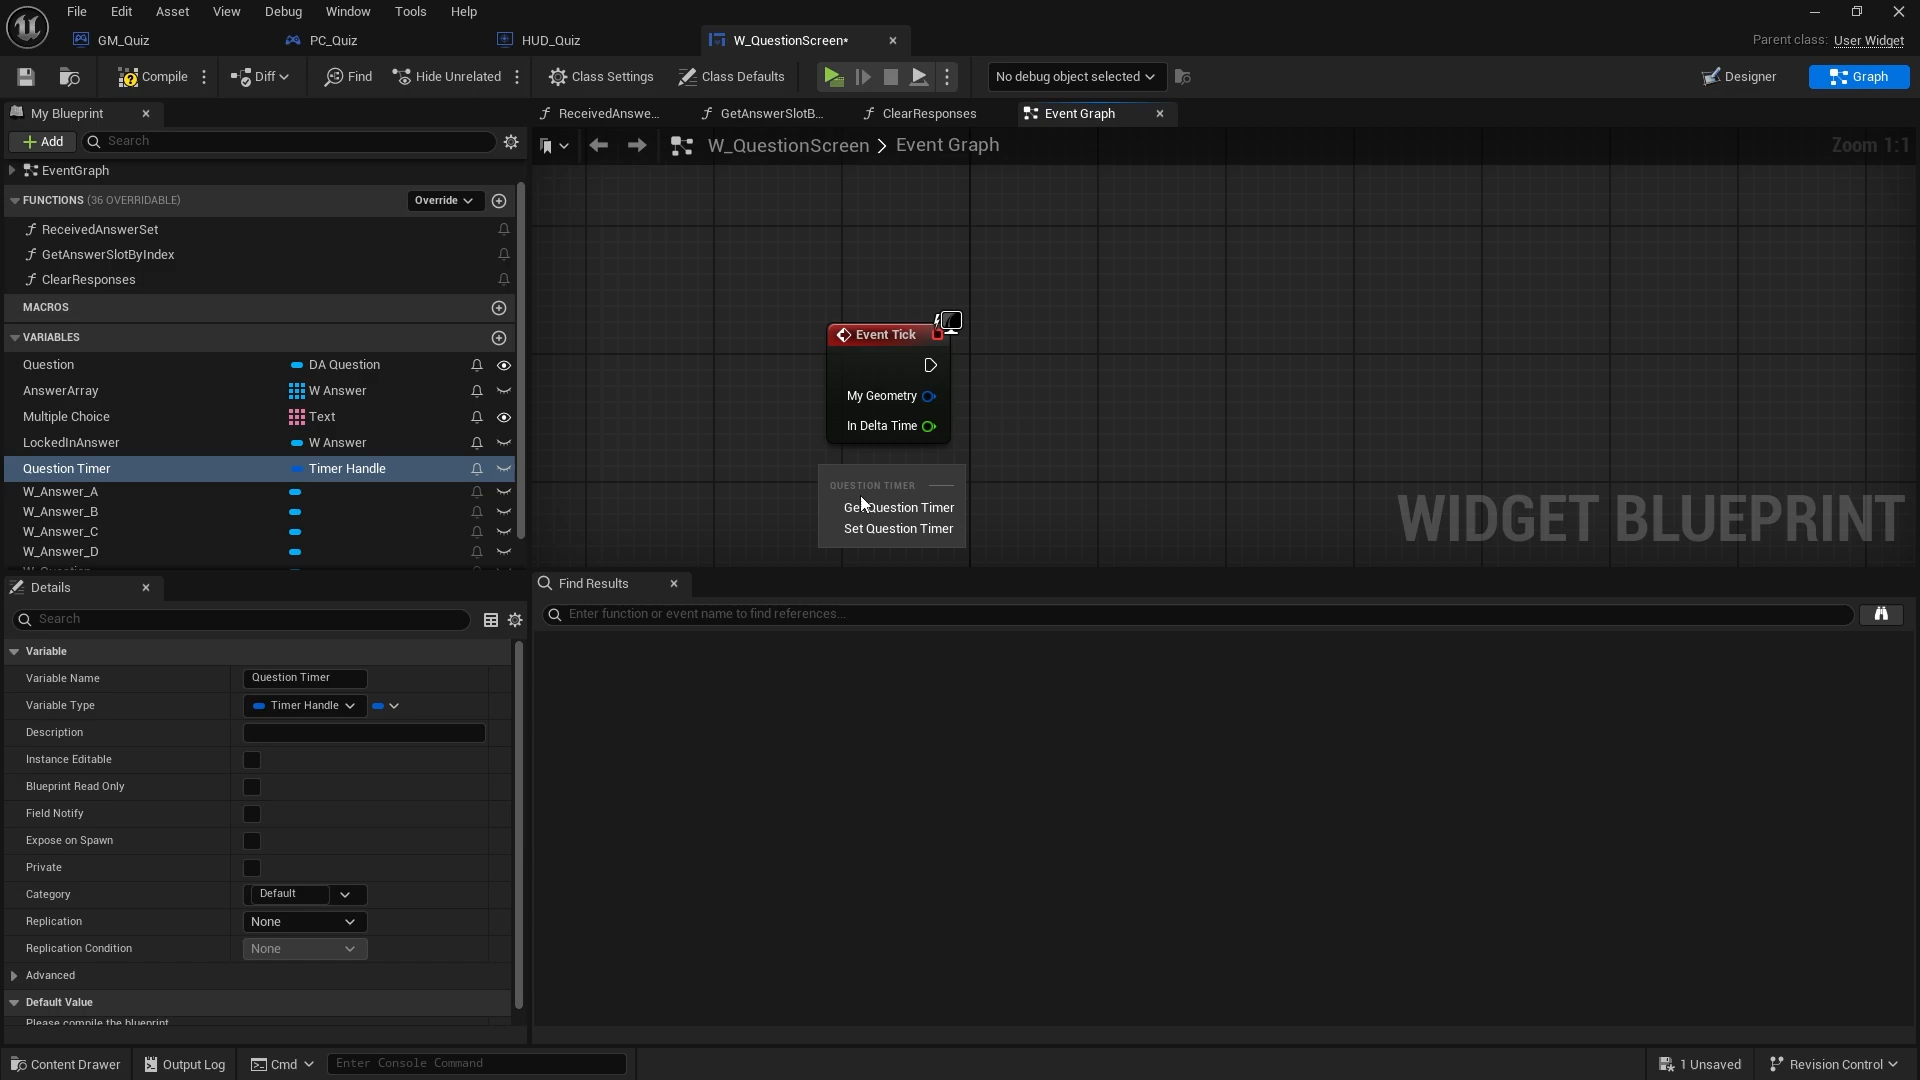 File Edit Asset View Debug Window Tools Help
GM_Quiz PC_Quiz HUD_Quiz W_QuestionScreen*
Parent class: User Widget
Compile Diff Find Hide Unrelated Class Settings Class Defaults No debug object selected Designer Graph
My Blueprint
ReceivedAnswe... GetAnswerSlotB... ClearResponses Event Graph
Add Search
W_QuestionScreen > Event Graph
Zoom 1:1
EventGraph
FUNCTIONS (36 OVERRIDABLE) Override
ReceivedAnswerSet
GetAnswerSlotByIndex
ClearResponses
MACROS
VARIABLES
Question DA Question
AnswerArray W Answer
Multiple Choice Text
LockedInAnswer W Answer
Question Timer Timer Handle
W_Answer_A
W_Answer_B
W_Answer_C
W_Answer_D
Event Tick
My Geometry
In Delta Time
QUESTION TIMER
Get Question Timer
Set Question Timer
WIDGET BLUEPRINT
Details
Search
Variable
Variable Name Question Timer
Variable Type Timer Handle
Description
Instance Editable
Blueprint Read Only
Field Notify
Expose on Spawn
Private
Category Default
Replication None
Replication Condition None
Advanced
Default Value
Please compile the blueprint
Find Results
Enter function or event name to find references...
Content Drawer Output Log Cmd Enter Console Command 1 Unsaved Revision Control